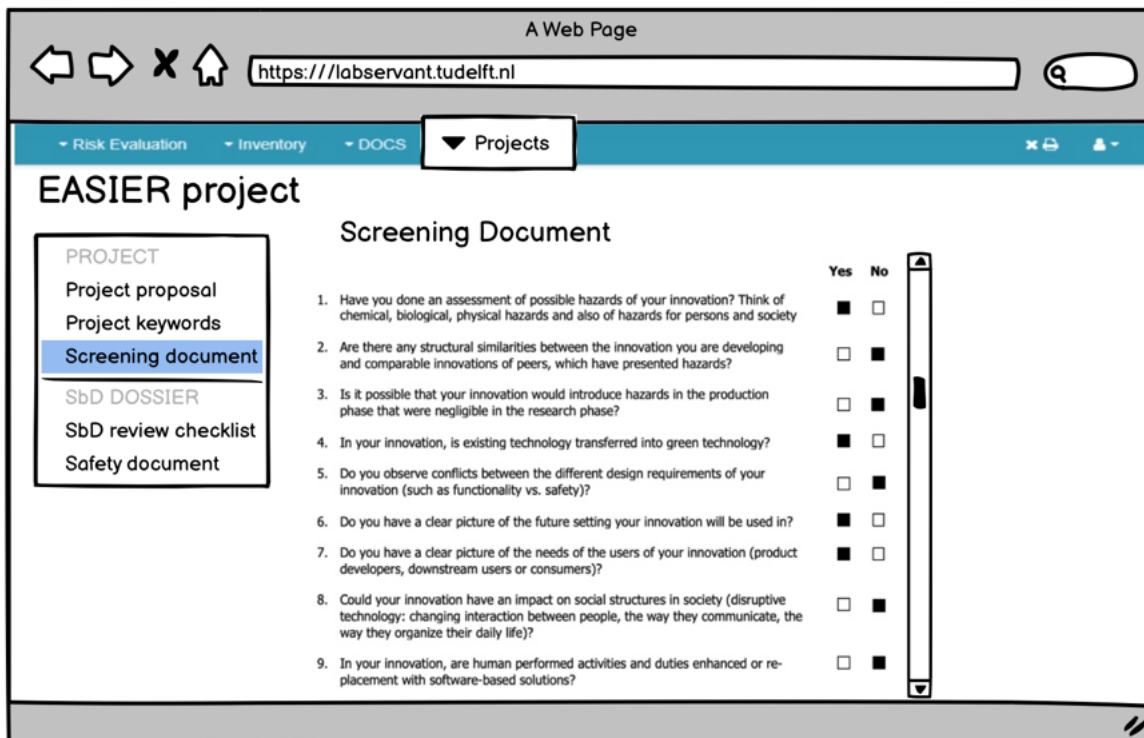 A Web Page
https:///labservant.tudelft.nl
Risk Evaluation Inventory DOCS Projects
EASIER project
PROJECT
Project proposal
Project keywords
Screening document
SbD DOSSIER
SbD review checklist
Safety document
Screening Document
Yes No
1. Have you done an assessment of possible hazards of your innovation? Think of
chemical, biological, physical hazards and also of hazards for persons and society
2. Are there any structural similarities between the innovation you are developing
and comparable innovations of peers, which have presented hazards?
3. Is it possible that your innovation would introduce hazards in the production
phase that were negligible in the research phase?
4. In your innovation, is existing technology transferred into green technology?
5. Do you observe conflicts between the different design requirements of your
innovation (such as functionality vs. safety)?
6. Do you have a clear picture of the future setting your innovation will be used in?
7. Do you have a clear picture of the needs of the users of your innovation (product
developers, downstream users or consumers)?
8. Could your innovation have an impact on social structures in society (disruptive
technology: changing interaction between people, the way they communicate, the
way they organize their daily life)?
9. In your innovation, are human performed activities and duties enhanced or re-
placement with software-based solutions?